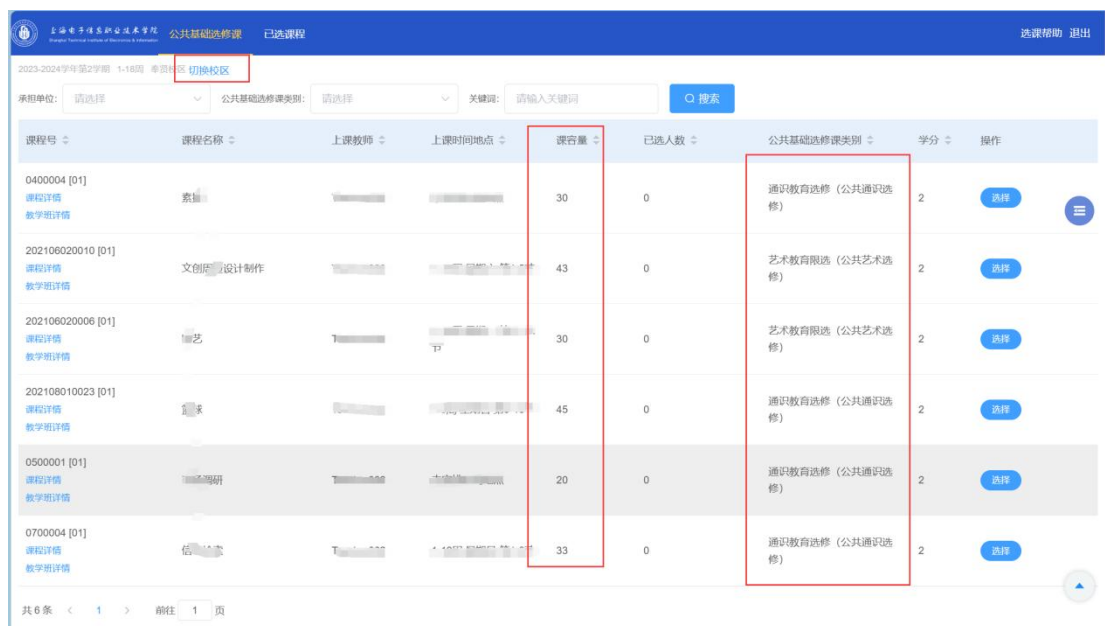 上海电子信息职业技术学院 公共基础选修课 已选课程 选课帮助 退出
Shanghai Technical Institute of Electronics & Information
2023-2024学年第2学期 1-18周 奉贤校区 切换校区
承担单位: 请选择 公共基础选修课类别: 请选择 关键词: 请输入关键词 搜索
课程号 课程名称 上课教师 上课时间地点 课容量 已选人数 公共基础选修课类别 学分 操作
0400004 [01]
课程详情
教学班详情
素
30 0
通识教育选修（公共通识选
修）
2 选择
202106020010 [01]
课程详情
教学班详情
文创 设计制作
43 0
艺术教育限选（公共艺术选
修）
2 选择
202106020006 [01]
课程详情
教学班详情
艺
节
30 0
艺术教育限选（公共艺术选
修）
2 选择
202108010023 [01]
课程详情
教学班详情
球
45 0
通识教育选修（公共通识选
修）
2 选择
0500001 [01]
课程详情
教学班详情
调研
20 0
通识教育选修（公共通识选
修）
2 选择
0700004 [01]
课程详情
教学班详情
信
33 0
通识教育选修（公共通识选
修）
2 选择
共 6 条 < 1 > 前往 1 页